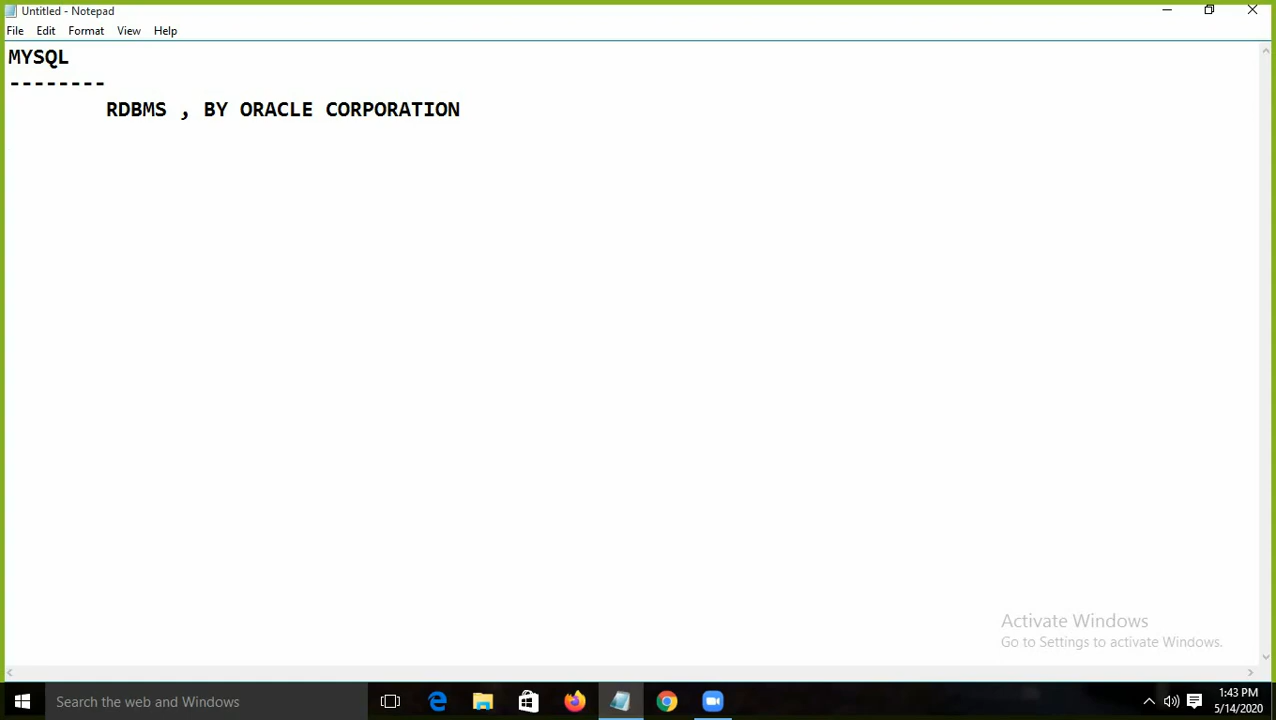 Untitled - Notepad
File Edit Format View Help
MYSQL
--------
RDBMS , BY ORACLE CORPORATION
Activate Windows
Go to Settings to activate Windows.
Search the web and Windows
1:43 PM
5/14/2020